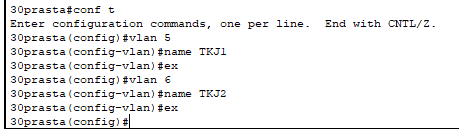 30prasta#conf t
Enter configuration commands, one per line.  End with CNTL/Z.
30prasta(config)#vlan 5
30prasta(config-vlan)#name TKJ1
30prasta(config-vlan)#ex
30prasta(config)#vlan 6
30prasta(config-vlan)#name TKJ2
30prasta(config-vlan)#ex
30prasta(config)#